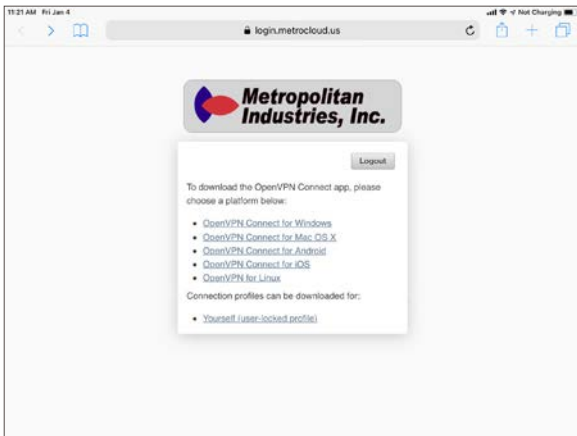 11:21 AM Fri Jan 4
Not Charging
login.metrocloud.us
Metropolitan
Industries, Inc.
Logout
To download the OpenVPN Connect app, please
choose a platform below:
OpenVPN Connect for Windows
OpenVPN Connect for Mac OS X
OpenVPN Connect for Android
OpenVPN Connect for iOS
OpenVPN for Linux
Connection profiles can be downloaded for:
Yourself (user-locked profile)